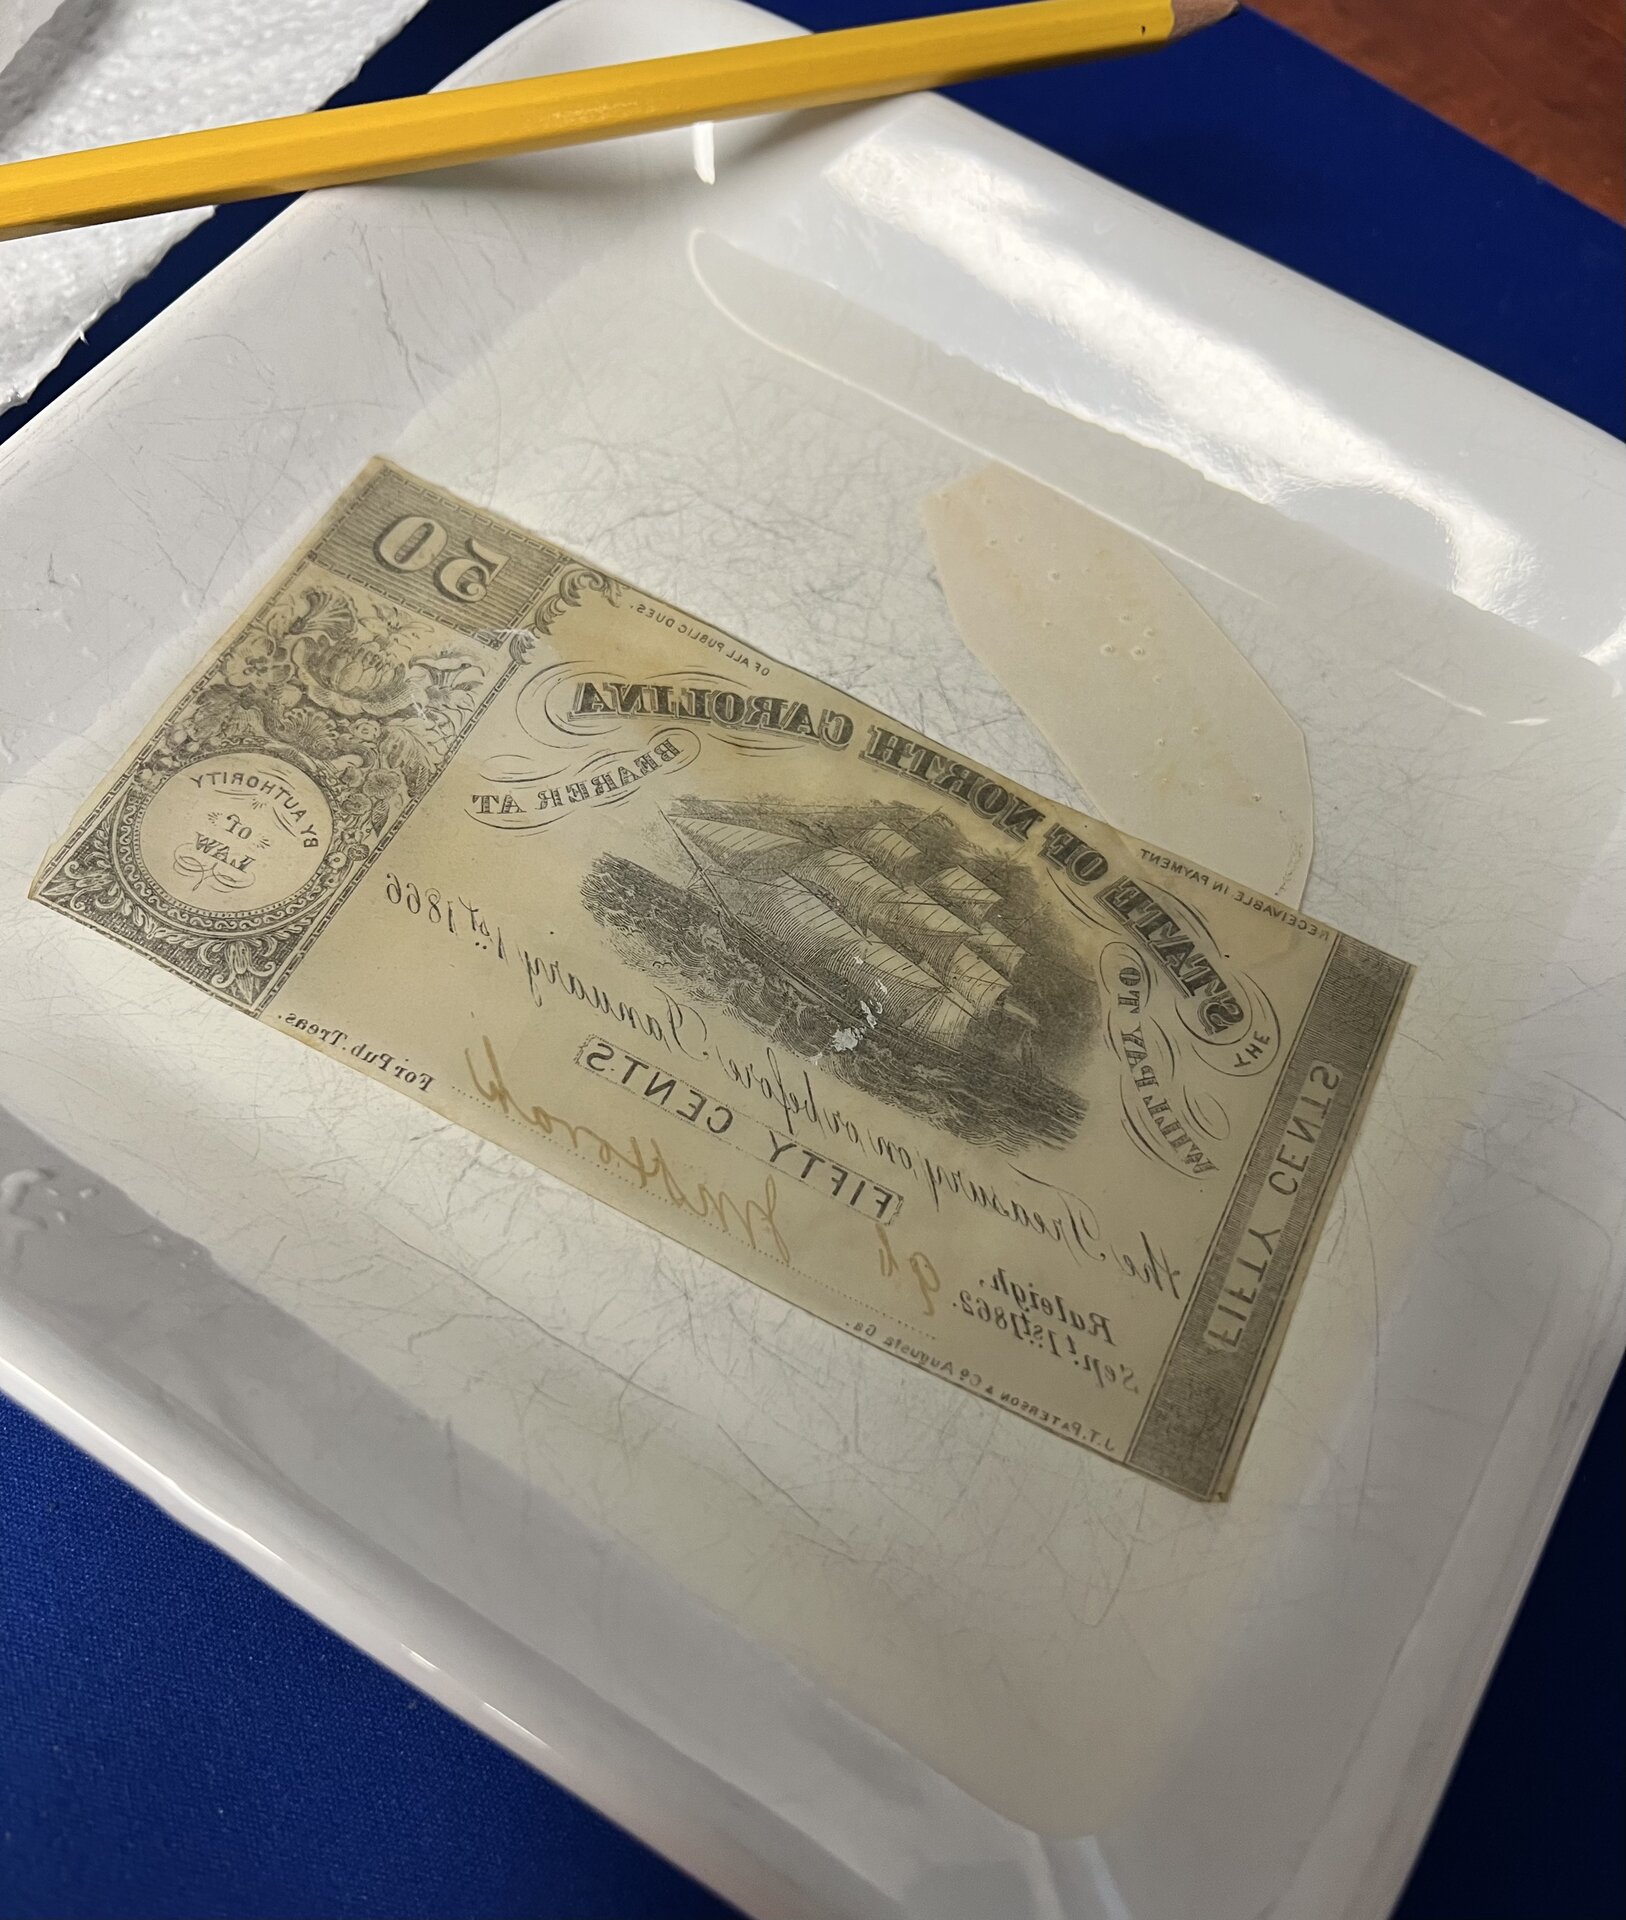 RECEIVABLE IN PAYMENT OF ALL PUBLIC DUES.
50
THE
STATE OF NORTH CAROLINA
WILL PAY TO BEARER AT
the Treasury on or before January 1st 1866
FIFTY CENTS
FIFTY CENTS
BY AUTHORITY
OF
LAW
Raleigh,
Sept. 1st 1862.
For Pub. Treas.
J.T. PATERSON & Co Augusta Ga.